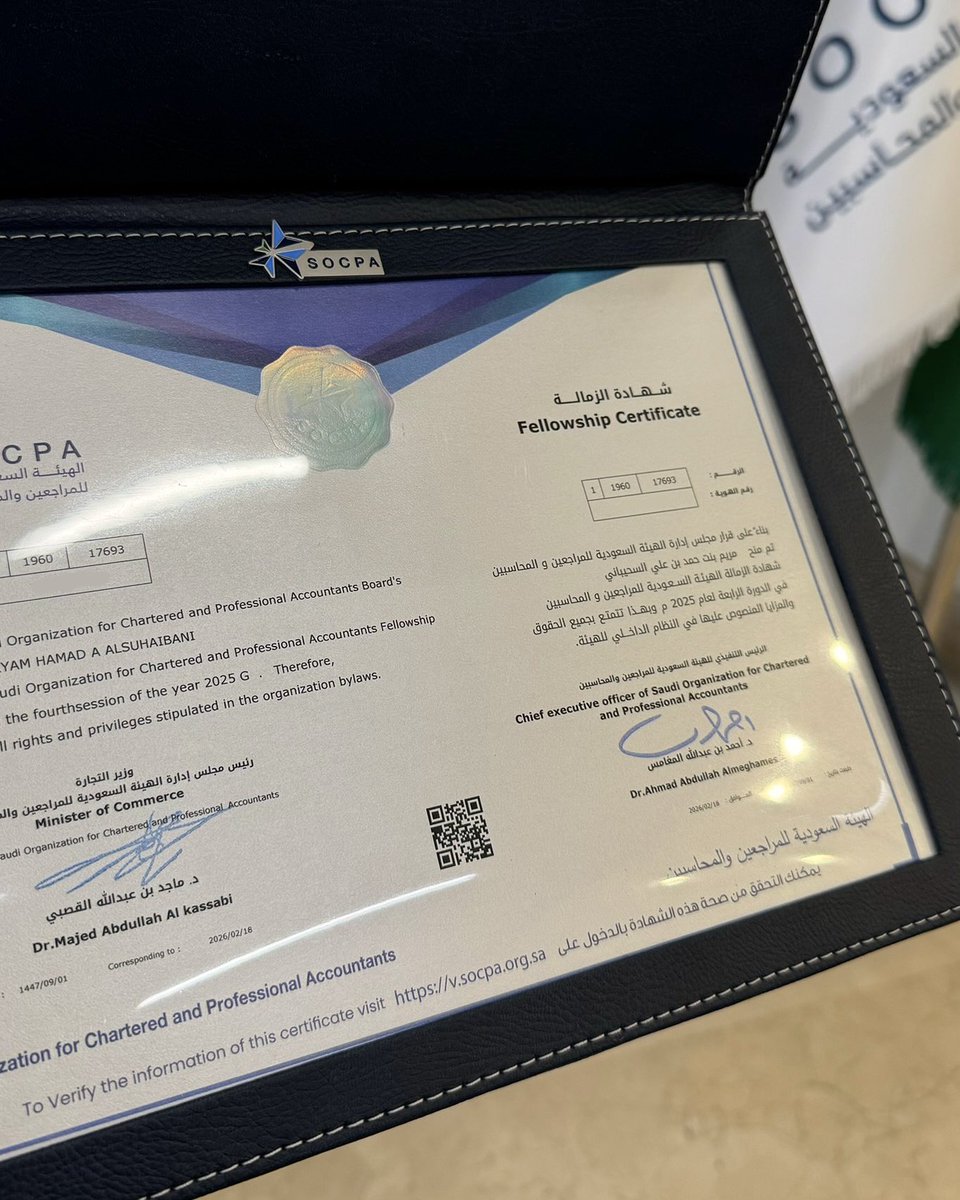 السعودية
المحاسبين
SOCPA
CPA
الهيئة
للمراجعين
شهادة الزمالة
Fellowship Certificate
الرقم :
1 1960 17693
رقم الهوية :
1960 17693
بناءً على قرار مجلس إدارة الهيئة السعودية للمراجعين و المحاسبين
تم منح مريم بنت حمد بن علي السحيباني
شهادة الزمالة الهيئة السعودية للمراجعين و المحاسبين
في الدورة الرابعة لعام 2025 م وبهذا تتمتع بجميع الحقوق
والمزايا المنصوص عليها في النظام الداخلي للهيئة.
Organization for Chartered and Professional Accountants Board's
YAM HAMAD A ALSUHAIBANI
udi Organization for Chartered and Professional Accountants Fellowship
the fourthsession of the year 2025 G . Therefore,
ll rights and privileges stipulated in the organization bylaws.
الرئيس التنفيذي للهيئة السعودية للمراجعين والمحاسبين
Chief executive officer of Saudi Organization for Chartered
and Professional Accountants
د. أحمد بن عبدالله المغامس
Dr.Ahmad Abdullah Almeghames
الموافق : 2026/02/18
وزير التجارة
رئيس مجلس إدارة الهيئة السعودية للمراجعين
Minister of Commerce
audi Organization for Chartered and Professional Accountants
د. ماجد بن عبدالله القصبي
Dr.Majed Abdullah Al kassabi
: 1447/09/01 Corresponding to : 2026/02/18
الهيئة السعودية للمراجعين والمحاسبين
zation for Chartered and Professional Accountants
يمكنك التحقق من صحة هذه الشهادة بالدخول على
To Verify the information of this certificate visit https://v.socpa.org.sa